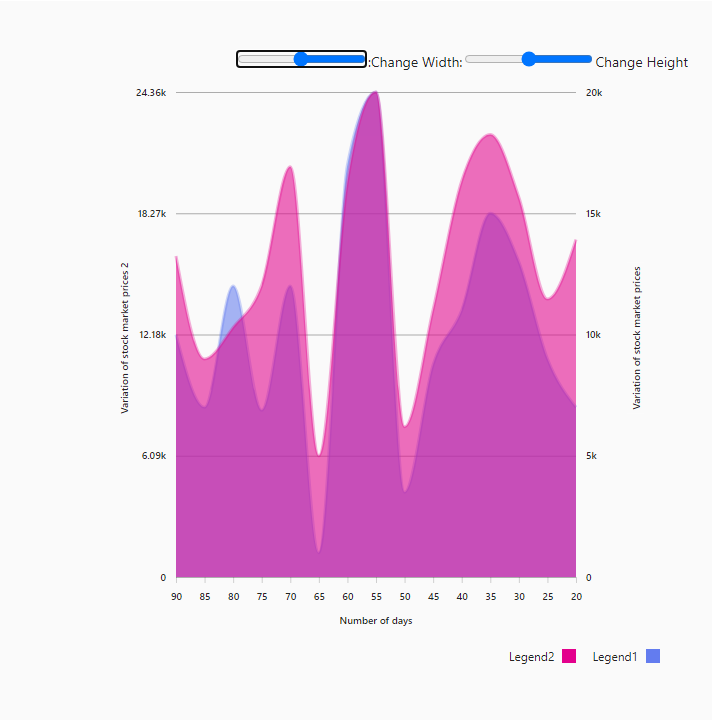 :Change Width:
Change Height
24.36k
18.27k
12.18k
6.09k
0
Variation of stock market prices 2
20k
15k
10k
5k
0
Variation of stock market prices
90 85 80 75 70 65 60 55 50 45 40 35 30 25 20
Number of days
Legend2 Legend1